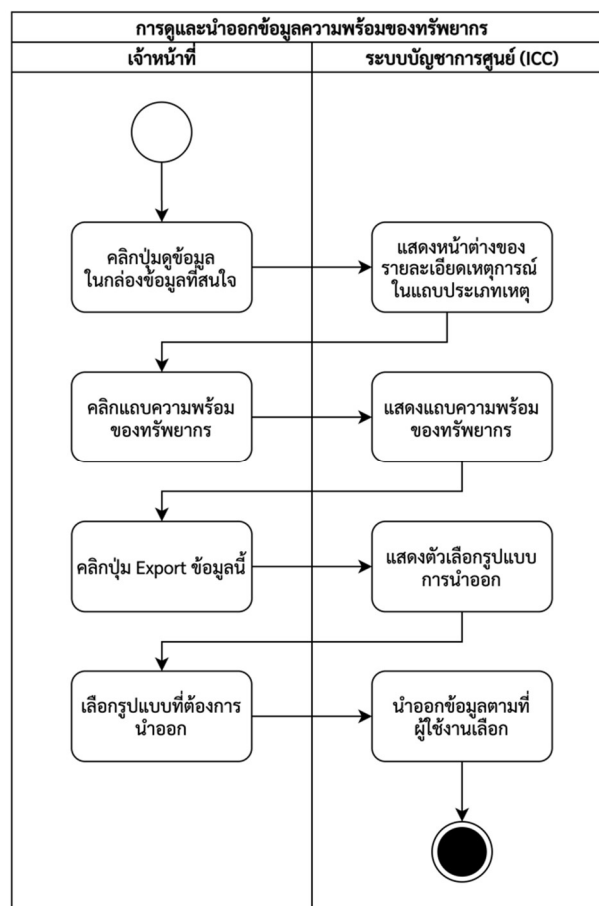 การดูและนำออกข้อมูลความพร้อมของทรัพยากร
เจ้าหน้าที่
ระบบบัญชาการศูนย์ (ICC)
คลิกปุ่มดูข้อมูล
ในกล่องข้อมูลที่สนใจ
แสดงหน้าต่างของ
รายละเอียดเหตุการณ์
ในแถบประเภทเหตุ
คลิกแถบความพร้อม
ของทรัพยากร
แสดงแถบความพร้อม
ของทรัพยากร
คลิกปุ่ม Export ข้อมูลนี้
แสดงตัวเลือกรูปแบบ
การนำออก
เลือกรูปแบบที่ต้องการ
นำออก
นำออกข้อมูลตามที่
ผู้ใช้งานเลือก